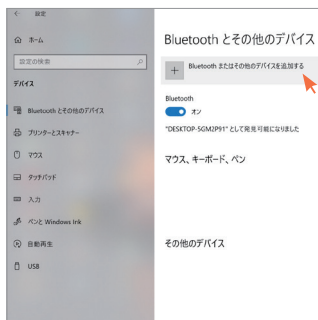 設定
ホーム
設定の検索
デバイス
Bluetooth とその他のデバイス
プリンターとスキャナー
マウス
タッチパッド
入力
ペンと Windows Ink
自動再生
USB
Bluetooth とその他のデバイス
Bluetooth またはその他のデバイスを追加する
Bluetooth
オン
"DESKTOP-5GM2P91" として発見可能になりました
マウス、キーボード、ペン
その他のデバイス